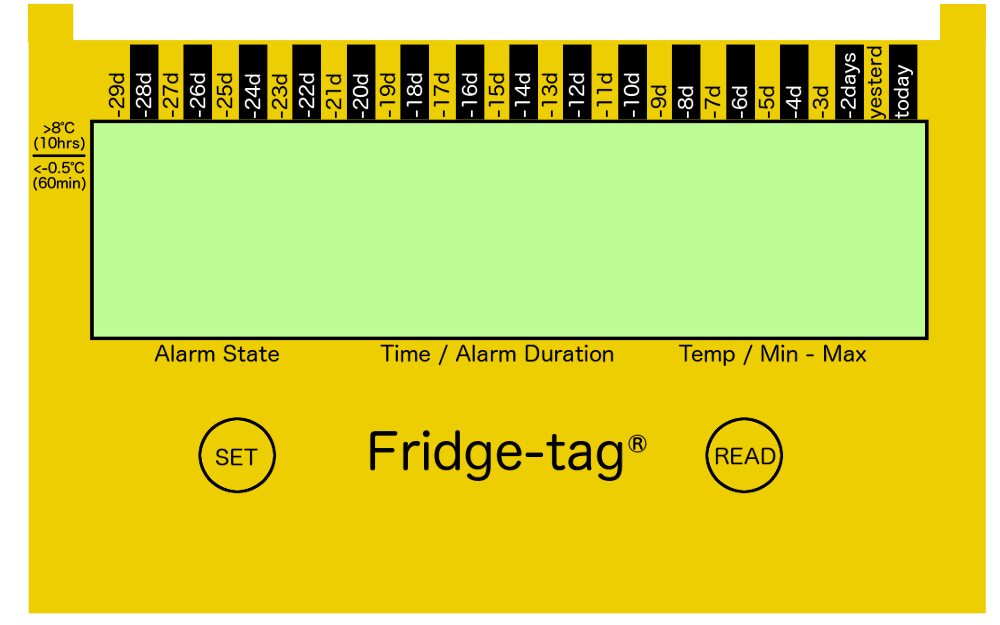 -29d -28d -27d -26d -25d -24d -23d -22d -21d -20d -19d -18d -17d -16d -15d -14d -13d -12d -11d -10d -9d -8d -7d -6d -5d -4d -3d -2days yesterd today
>8°C
(10hrs)
<-0.5°C
(60min)
Alarm State Time / Alarm Duration Temp / Min - Max
SET Fridge-tag® READ